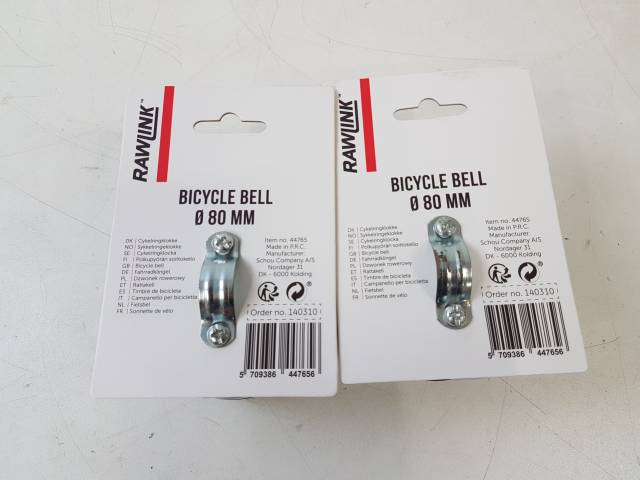 RAWLINK™
BICYCLE BELL
Ø 80 MM
DK | Cykelringklokke
NO | Sykkelringeklokke
SE | Cykelringklocka
FI | Polkupyörän soittokello
GB | Bicycle bell
DE | Fahrradklingel
PL | Dzwonek rowerowy
ET | Rattakell
ES | Timbre de bicicleta
IT | Campanello per bicicletta
NL | Fietsbel
FR | Sonnette de vélo
Item no. 44765
Made in P.R.C.
Manufacturer:
Schou Company A/S
Nordager 31
DK - 6000 Kolding
Order no. 140310
5 709386 447656
RAWLINK™
BICYCLE BELL
Ø 80 MM
DK | Cykelringklokke
NO | Sykkelringeklokke
SE | Cykelringklocka
FI | Polkupyörän soittokello
GB | Bicycle bell
DE | Fahrradklingel
PL | Dzwonek rowerowy
ET | Rattakell
ES | Timbre de bicicleta
IT | Campanello per bicicletta
NL | Fietsbel
FR | Sonnette de vélo
Item no. 44765
Made in P.R.C.
Manufacturer:
Schou Company A/S
Nordager 31
DK - 6000 Kolding
Order no. 140310
5 709386 447656